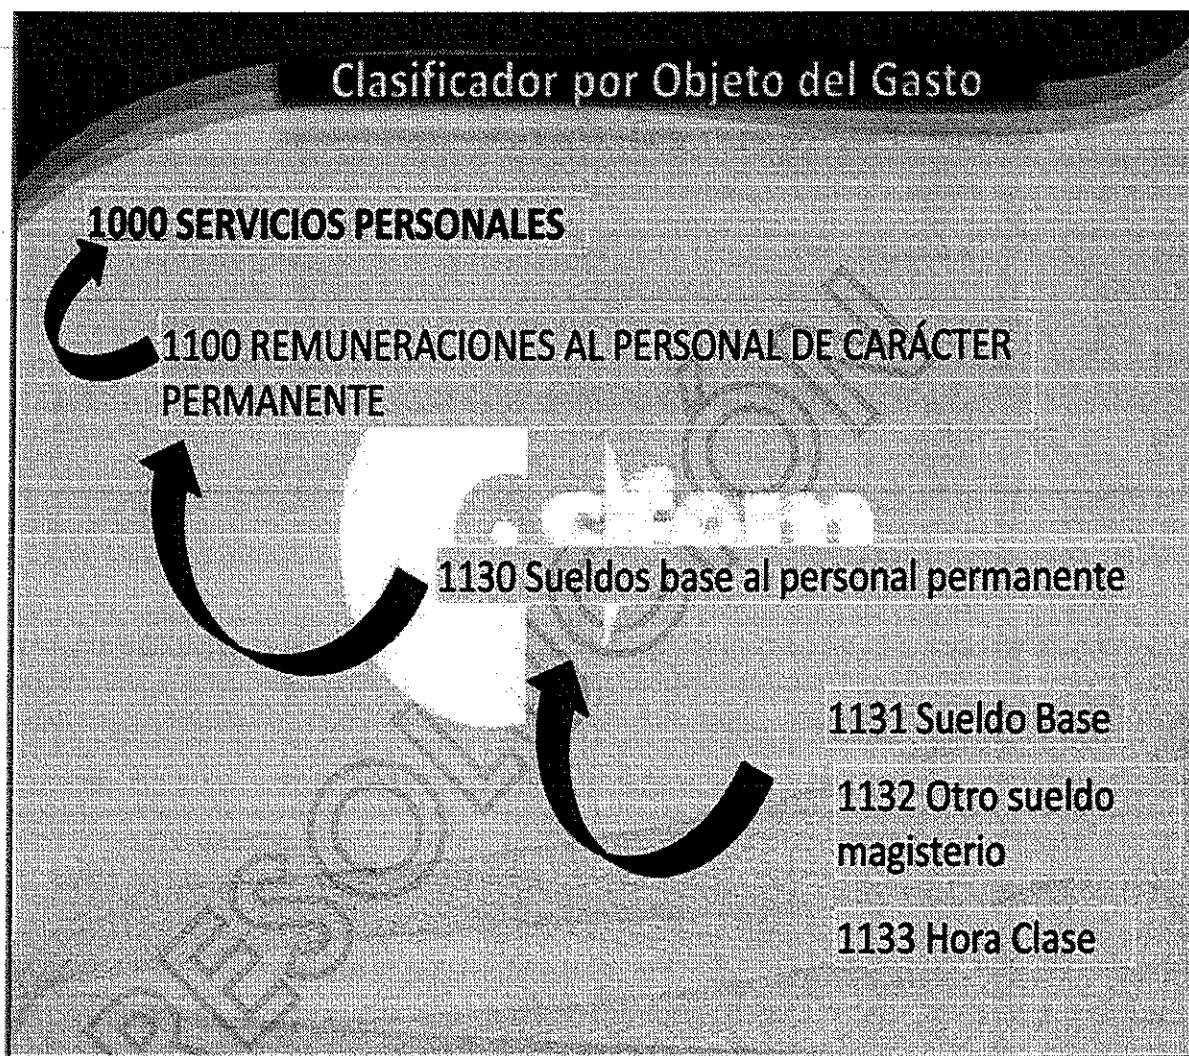 Clasificador por Objeto del Gasto
1000 SERVICIOS PERSONALES
1100 REMUNERACIONES AL PERSONAL DE CARÁCTER
PERMANENTE
1130 Sueldos base al personal permanente
1131 Sueldo Base
1132 Otro sueldo
magisterio
1133 Hora Clase
RESOLUCIÓN